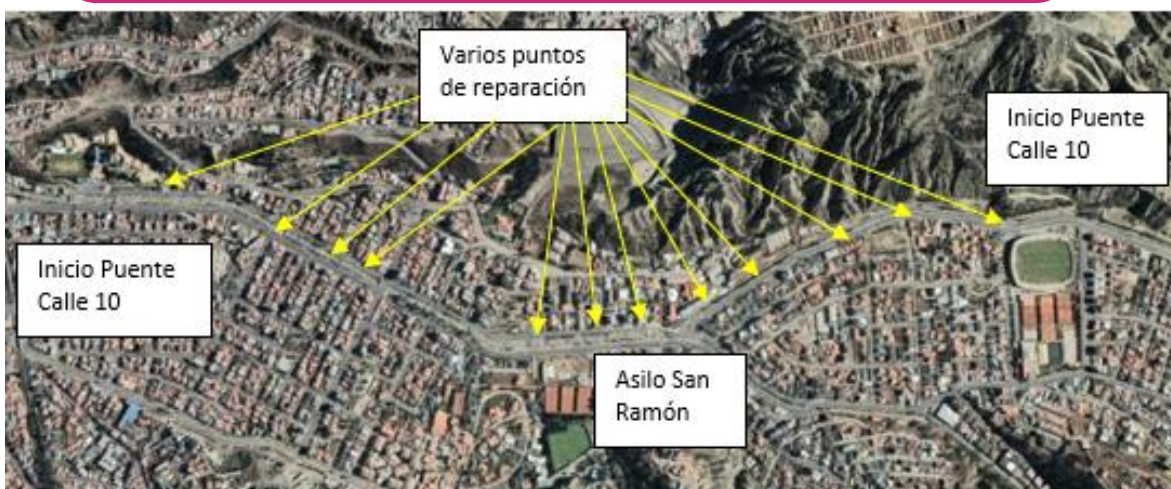 Varios puntos
de reparación
Inicio Puente
Calle 10
Inicio Puente
Calle 10
Asilo San
Ramón